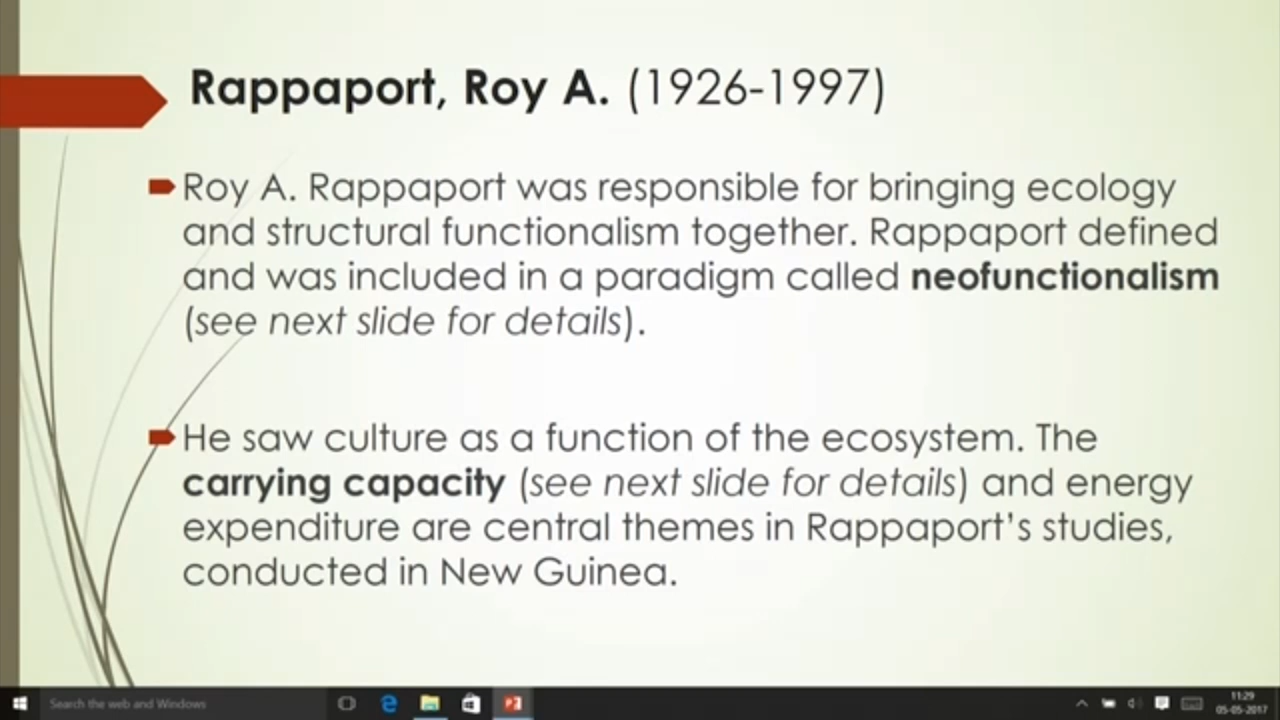 Rappaport, Roy A. (1926-1997)
Roy A. Rappaport was responsible for bringing ecology
and structural functionalism together. Rappaport defined
and was included in a paradigm called neofunctionalism
(see next slide for details).
He saw culture as a function of the ecosystem. The
carrying capacity (see next slide for details) and energy
expenditure are central themes in Rappaport's studies,
conducted in New Guinea.
Search the web and Windows
11:29
05-05-2017